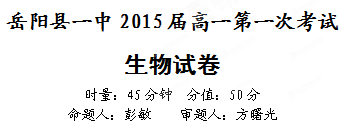 岳阳县一中 2015 届高一第一次考试
生物试卷
时量：45 分钟 分值：50 分
命题人：彭敏 审题人：方曙光